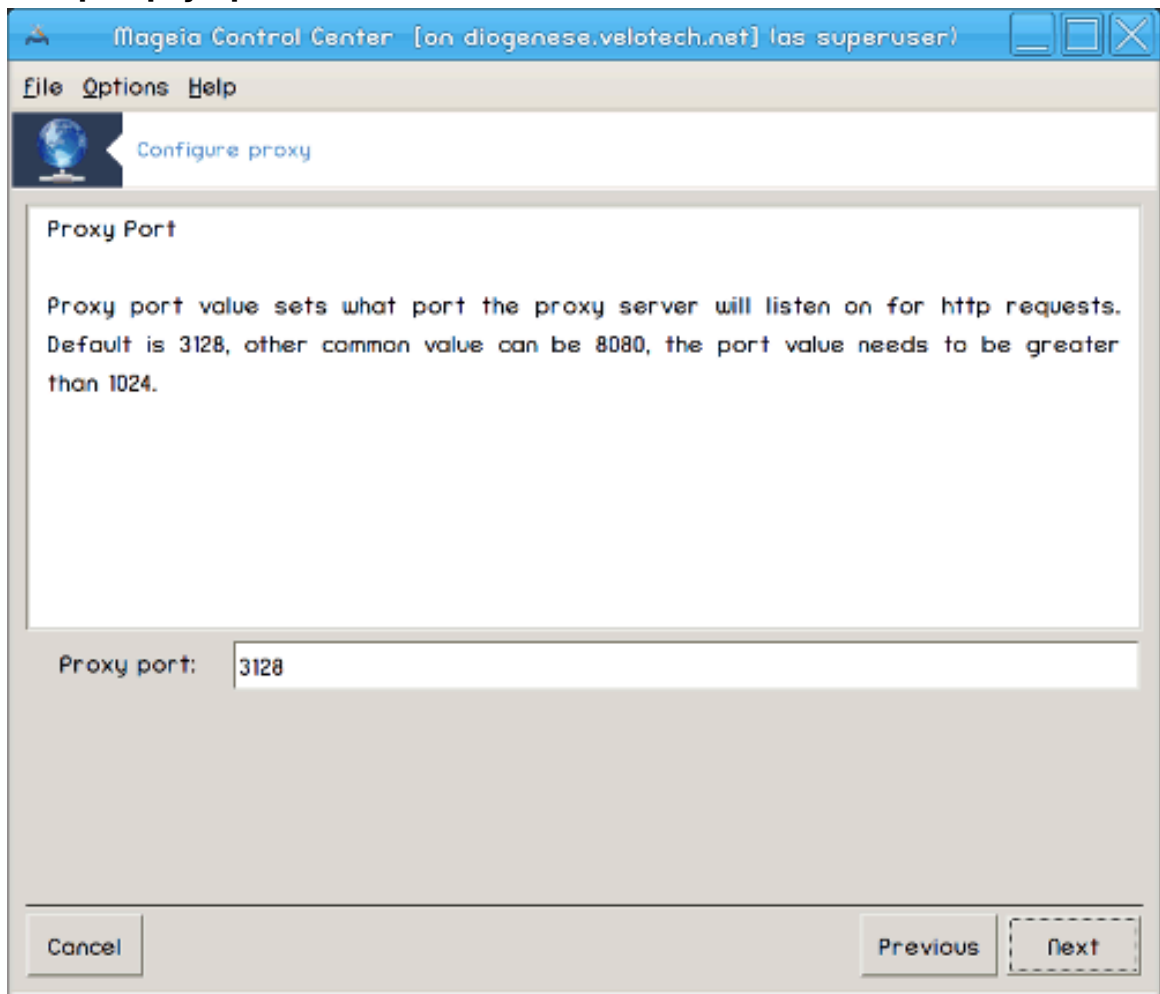 Mageia Control Center [on diogenese.velotech.net] (as superuser)
File Options Help
Configure proxy
Proxy Port
Proxy port value sets what port the proxy server will listen on for http requests.
Default is 3128, other common value can be 8080, the port value needs to be greater
than 1024.
Proxy port: 3128
Cancel Previous Next